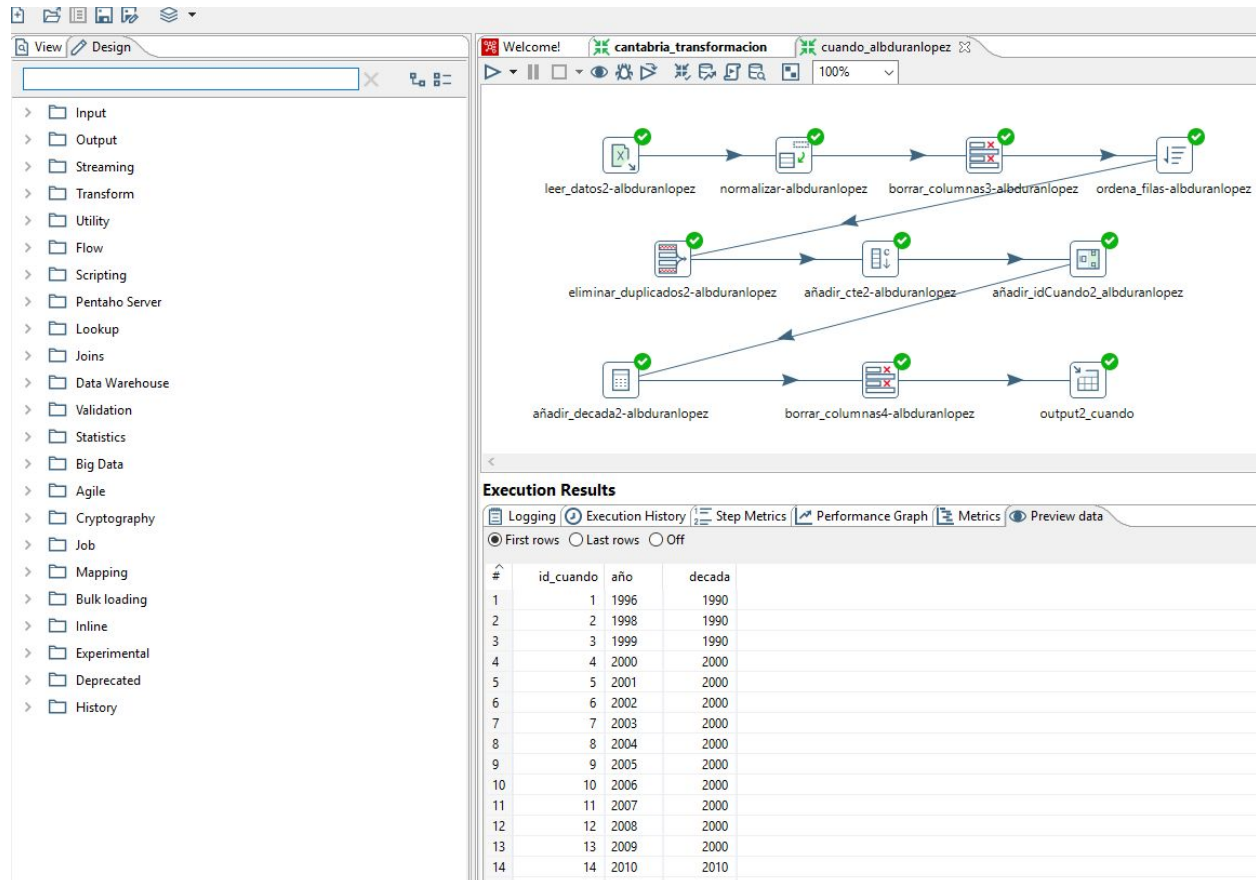 View Design
Input
Output
Streaming
Transform
Utility
Flow
Scripting
Pentaho Server
Lookup
Joins
Data Warehouse
Validation
Statistics
Big Data
Agile
Cryptography
Job
Mapping
Bulk loading
Inline
Experimental
Deprecated
History
Welcome! cantabria_transformacion cuando_albduranlopez
100%
leer_datos2-albduranlopez normalizar-albduranlopez borrar_columnas3-albduranlopez ordena_filas-albduranlopez
eliminar_duplicados2-albduranlopez añadir_cte2-albduranlopez añadir_idCuando2_albduranlopez
añadir_decada2-albduranlopez borrar_columnas4-albduranlopez output2_cuando
Execution Results
Logging Execution History Step Metrics Performance Graph Metrics Preview data
First rows Last rows Off
# id_cuando año decada
1 1 1996 1990
2 2 1998 1990
3 3 1999 1990
4 4 2000 2000
5 5 2001 2000
6 6 2002 2000
7 7 2003 2000
8 8 2004 2000
9 9 2005 2000
10 10 2006 2000
11 11 2007 2000
12 12 2008 2000
13 13 2009 2000
14 14 2010 2010